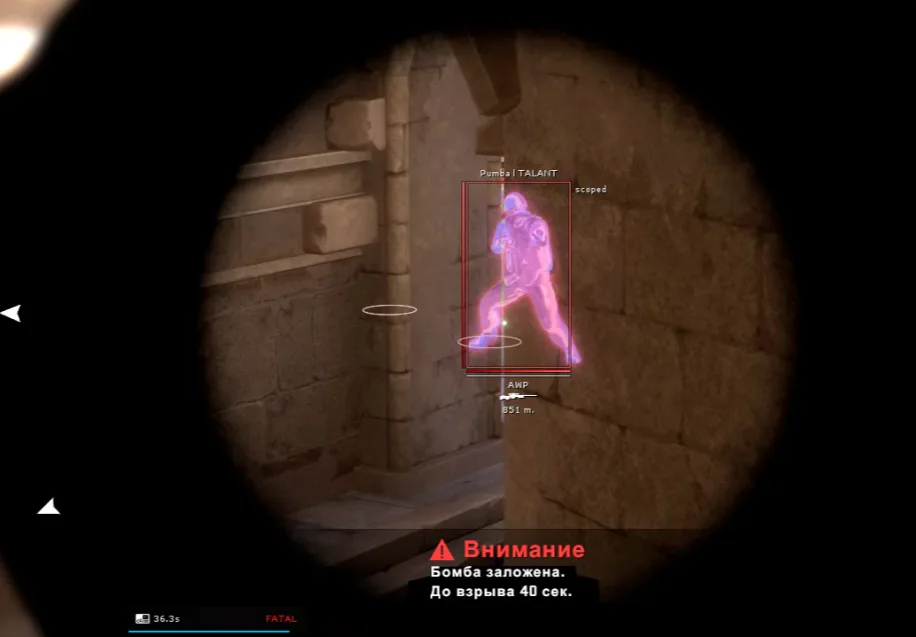 Pumba | TALANT
scoped
AWP
851 m.
Внимание
Бомба заложена.
До взрыва 40 сек.
36.3s FATAL